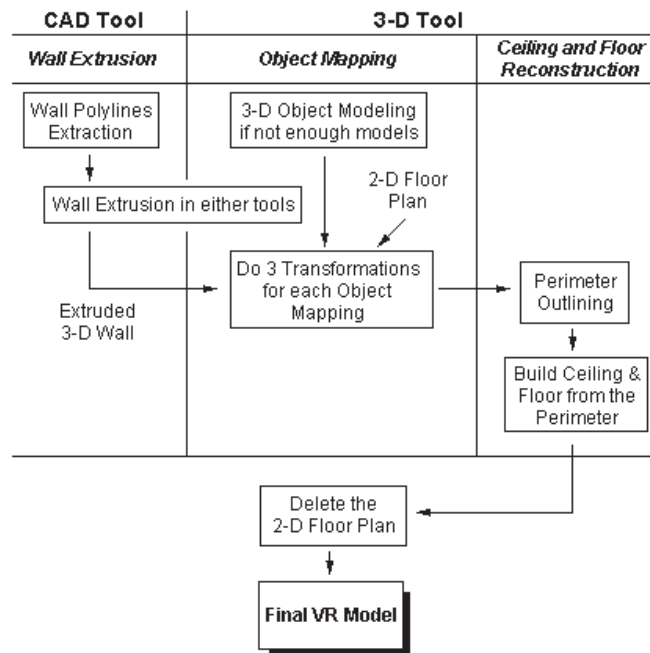 CAD Tool
3-D Tool
Wall Extrusion
Object Mapping
Ceiling and Floor
Reconstruction
Wall Polylines
Extraction
3-D Object Modeling
if not enough models
2-D Floor
Plan
Wall Extrusion in either tools
Do 3 Transformations
for each Object
Mapping
Extruded
3-D Wall
Perimeter
Outlining
Build Ceiling &
Floor from the
Perimeter
Delete the
2-D Floor Plan
Final VR Model